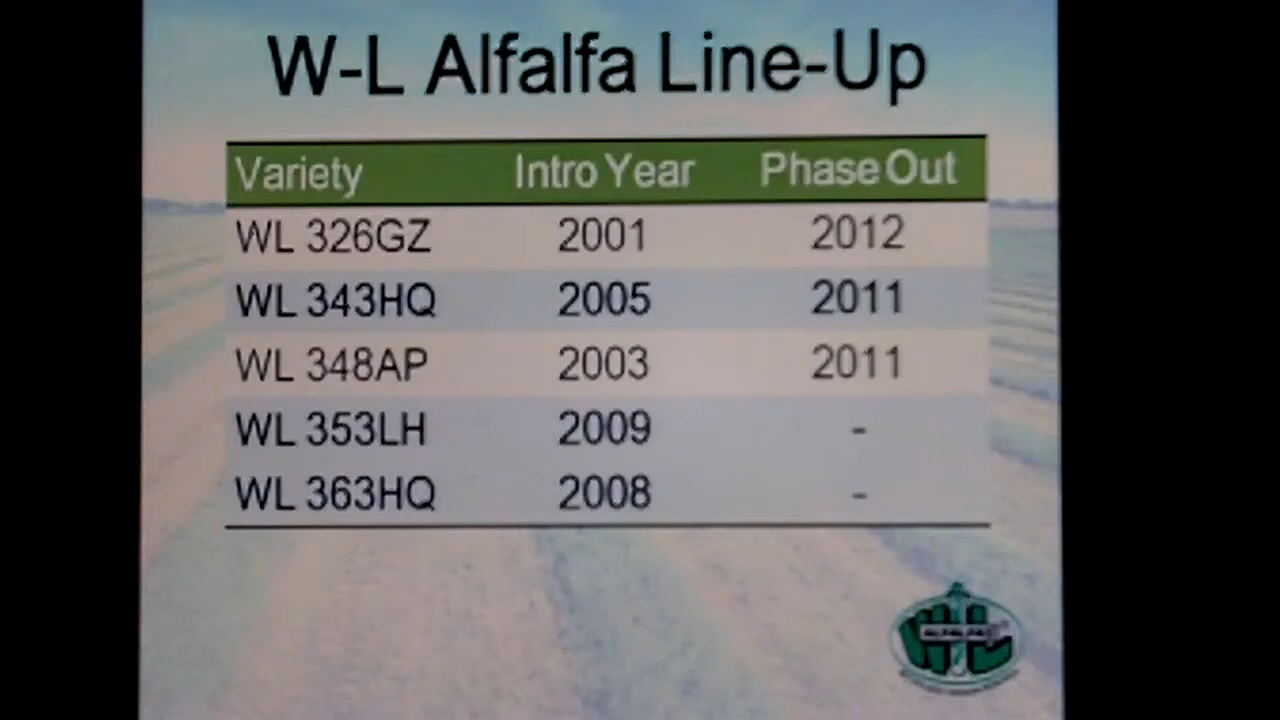 W-L Alfalfa Line-Up
Variety Intro Year Phase Out
WL 326GZ 2001 2012
WL 343HQ 2005 2011
WL 348AP 2003 2011
WL 353LH 2009 -
WL 363HQ 2008 -
WL